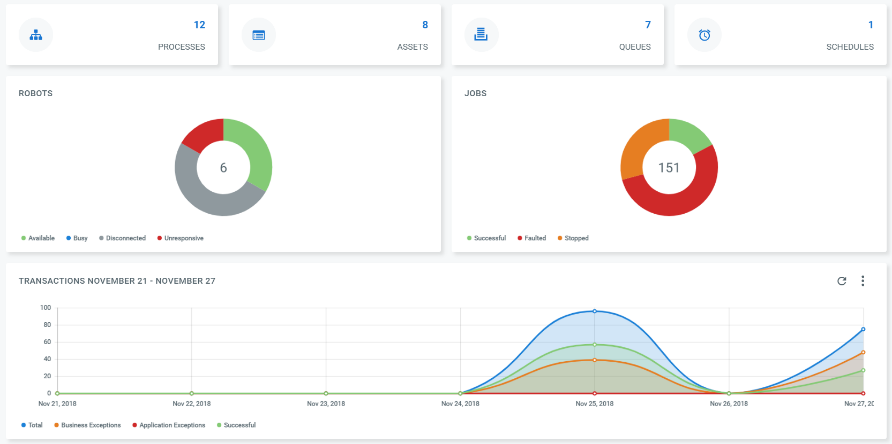 12
PROCESSES
8
ASSETS
7
QUEUES
1
SCHEDULES
ROBOTS
6
Available Busy Disconnected Unresponsive
JOBS
151
Successful Faulted Stopped
TRANSACTIONS NOVEMBER 21 - NOVEMBER 27
100
80
60
40
20
0
Nov 21, 2018 Nov 22, 2018 Nov 23, 2018 Nov 24, 2018 Nov 25, 2018 Nov 26, 2018 Nov 27, 20
Total Business Exceptions Application Exceptions Successful